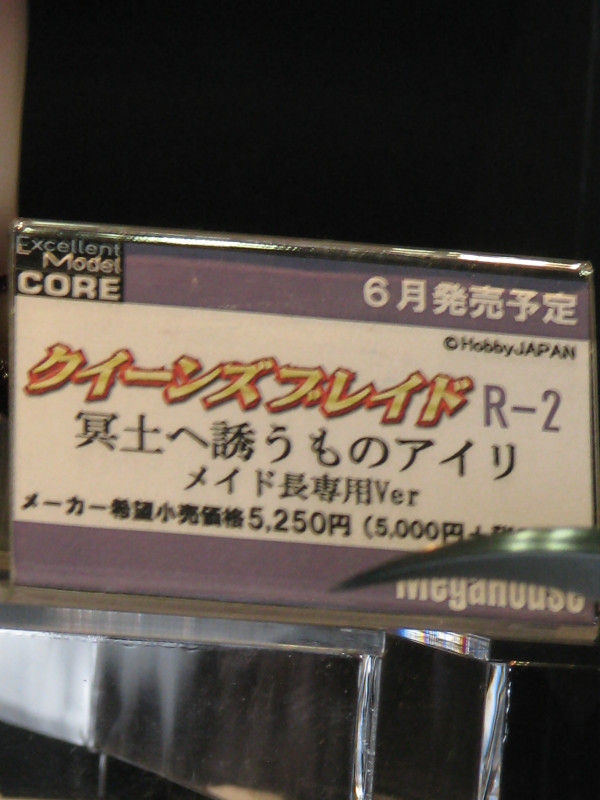 Excellent
Model
CORE
6月発売予定
©HobbyJAPAN
クイーンズブレイド R-2
冥土へ誘うものアイリ
メイド長専用Ver
メーカー希望小売価格5,250円(5,000円+
Megahouse